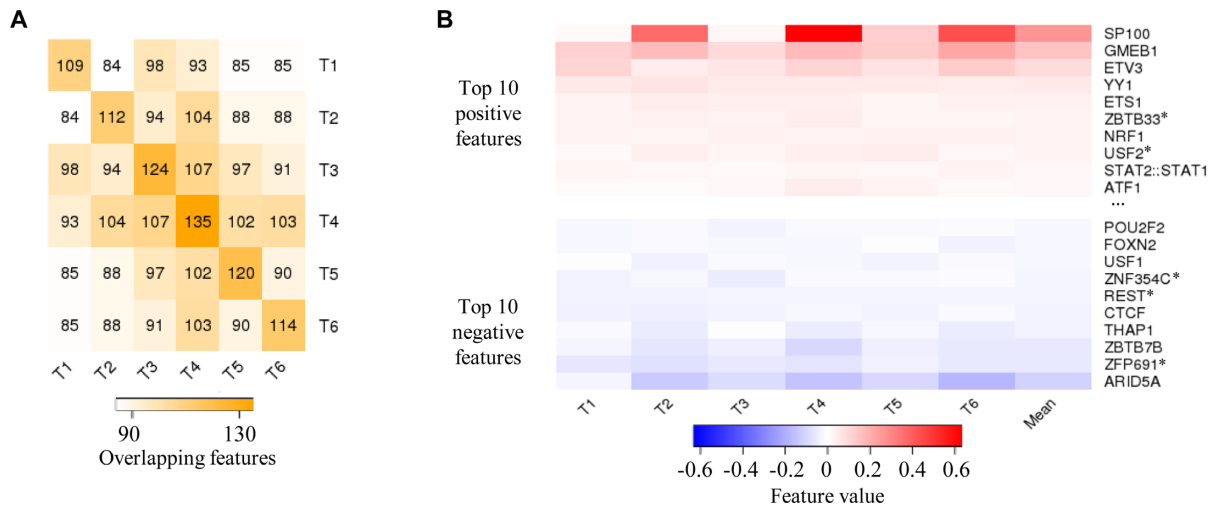 A
109 84 98 93 85 85 T1
84 112 94 104 88 88 T2
98 94 124 107 97 91 T3
93 104 107 135 102 103 T4
85 88 97 102 120 90 T5
85 88 91 103 90 114 T6
T1 T2 T3 T4 T5 T6
90 130
Overlapping features
B
Top 10
positive
features
SP100
GMEB1
ETV3
YY1
ETS1
ZBTB33*
NRF1
USF2*
STAT2::STAT1
ATF1
...
Top 10
negative
features
POU2F2
FOXN2
USF1
ZNF354C*
REST*
CTCF
THAP1
ZBTB7B
ZFP691*
ARID5A
T1 T2 T3 T4 T5 T6 Mean
-0.6 -0.4 -0.2 0 0.2 0.4 0.6
Feature value